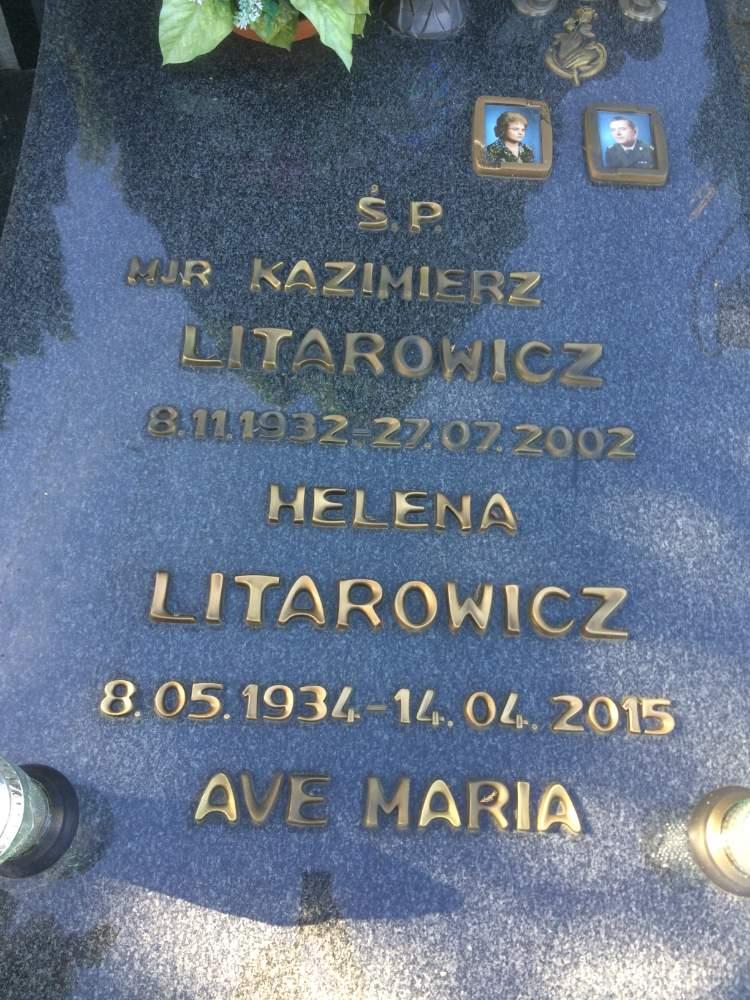 Ś.P.
MJR KAZIMIERZ
LITAROWICZ
8.11.1932-27.07.2002
HELENA
LITAROWICZ
8.05.1934-14.04.2015
AVE MARIA